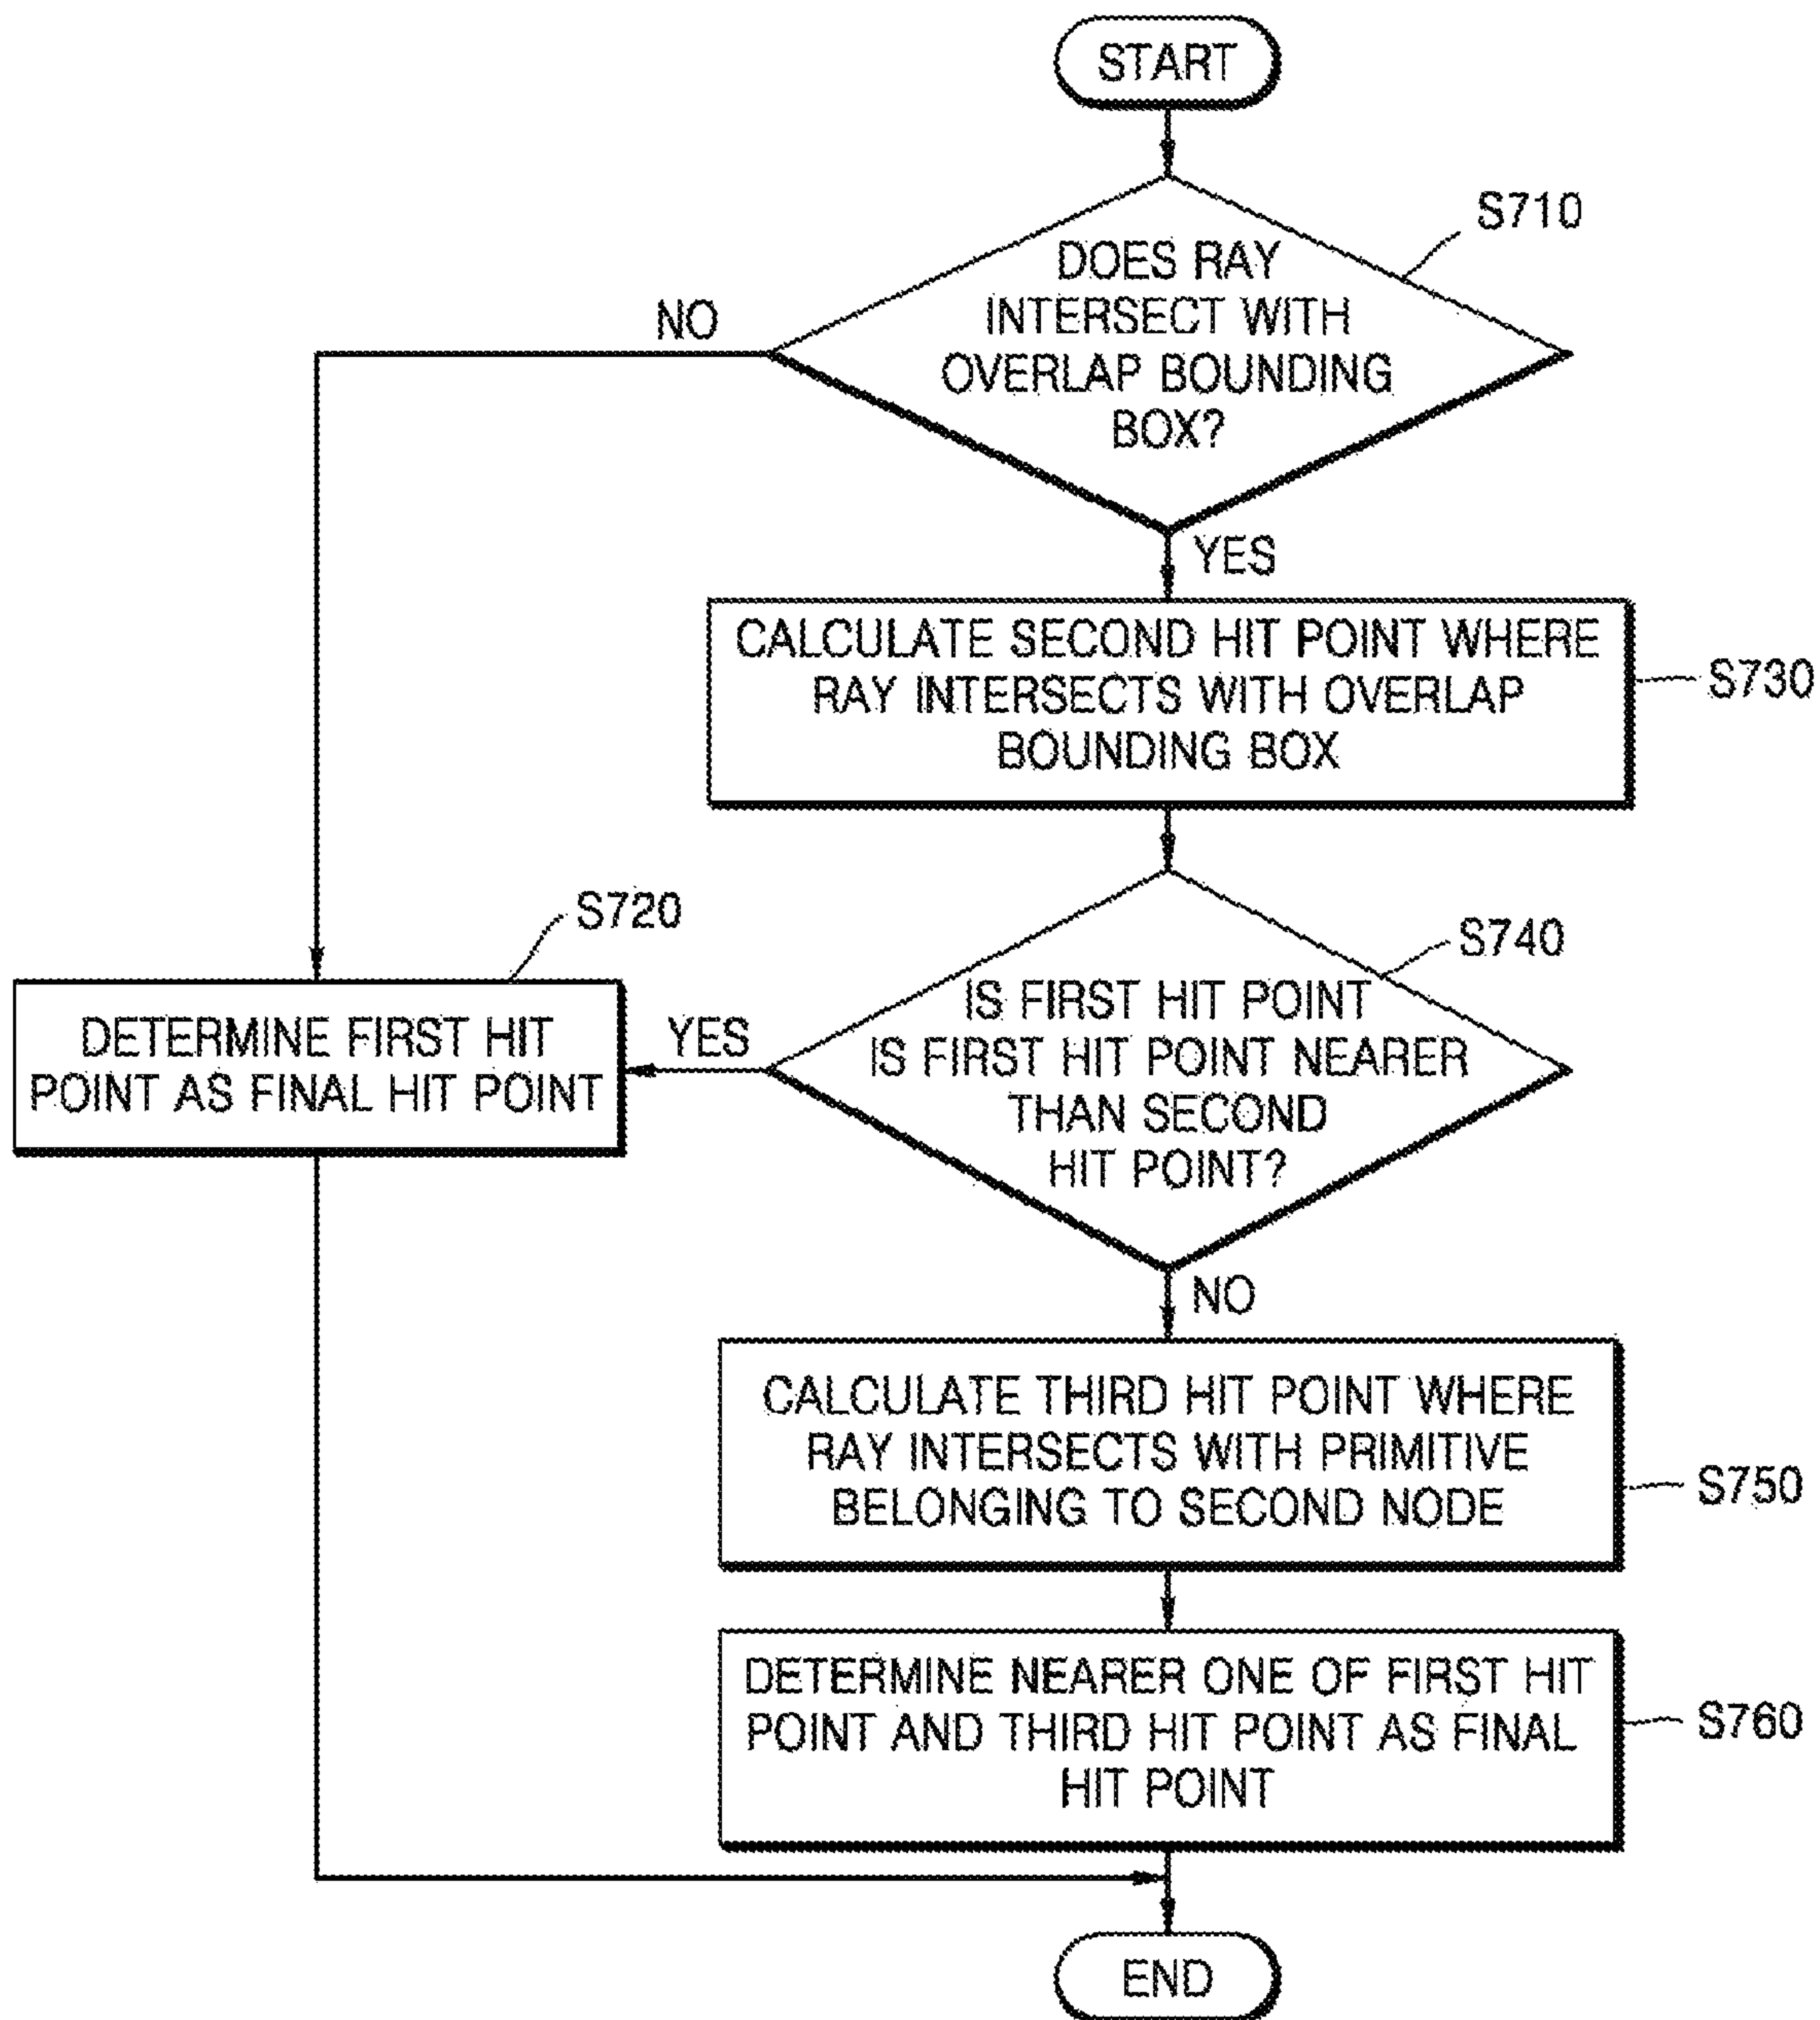 START
S710
DOES RAY
INTERSECT WITH
OVERLAP BOUNDING
BOX?
NO
YES
CALCULATE SECOND HIT POINT WHERE
RAY INTERSECTS WITH OVERLAP
BOUNDING BOX
S730
S720
DETERMINE FIRST HIT
POINT AS FINAL HIT POINT
YES
S740
IS FIRST HIT POINT
IS FIRST HIT POINT NEARER
THAN SECOND
HIT POINT?
NO
CALCULATE THIRD HIT POINT WHERE
RAY INTERSECTS WITH PRIMITIVE
BELONGING TO SECOND NODE
S750
DETERMINE NEARER ONE OF FIRST HIT
POINT AND THIRD HIT POINT AS FINAL
HIT POINT
S760
END